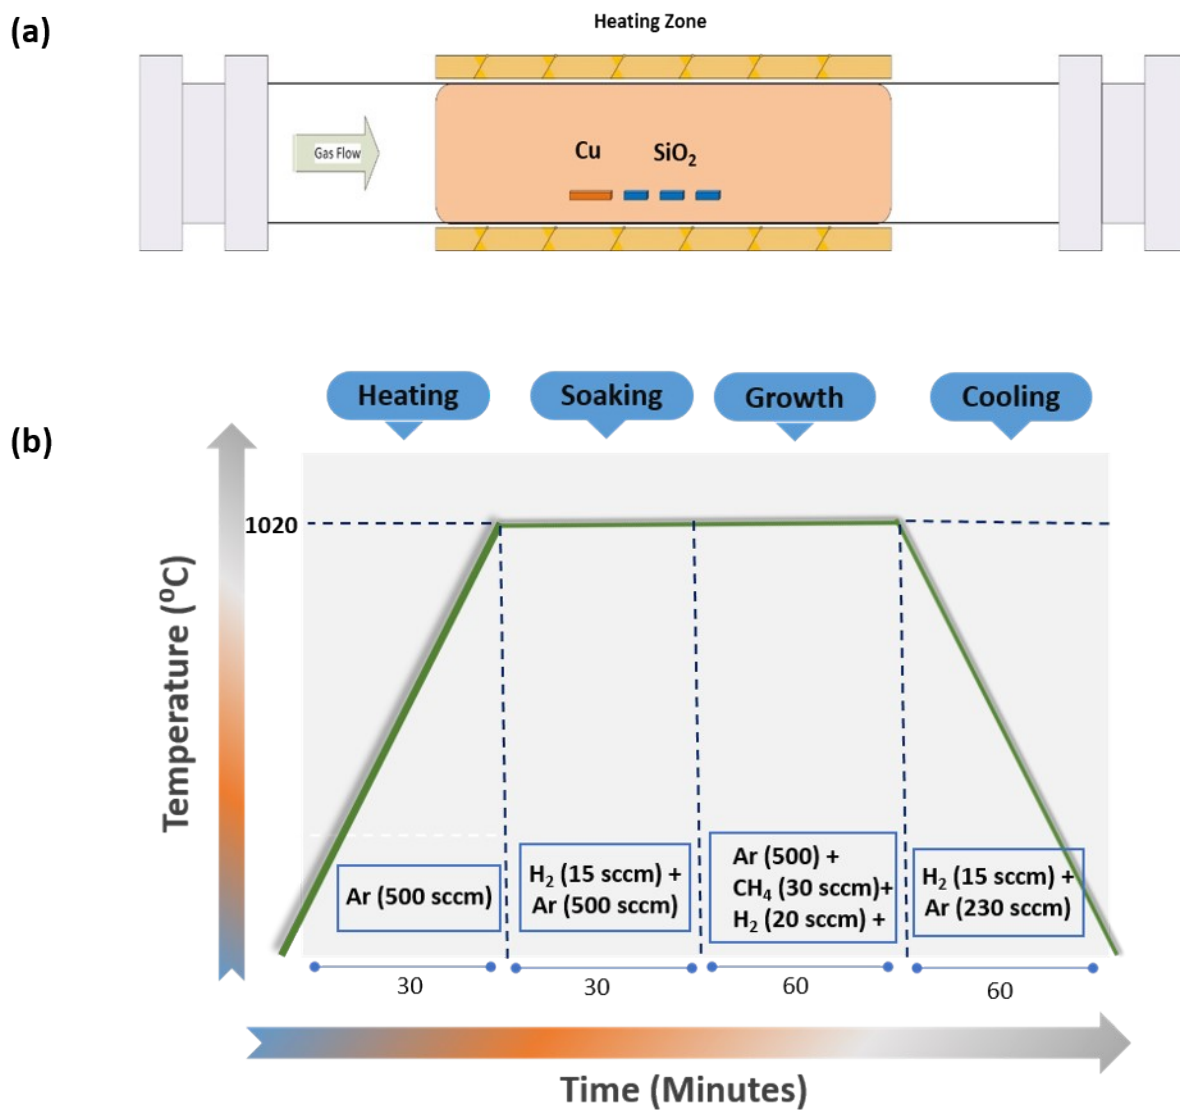 (a)
Heating Zone
Gas Flow
Cu
SiO₂
(b)
Heating
Soaking
Growth
Cooling
Temperature (⁰C)
1020
Ar (500 sccm)
H₂ (15 sccm) +
Ar (500 sccm)
Ar (500) +
CH₄ (30 sccm)+
H₂ (20 sccm) +
H₂ (15 sccm) +
Ar (230 sccm)
30
30
60
60
Time (Minutes)